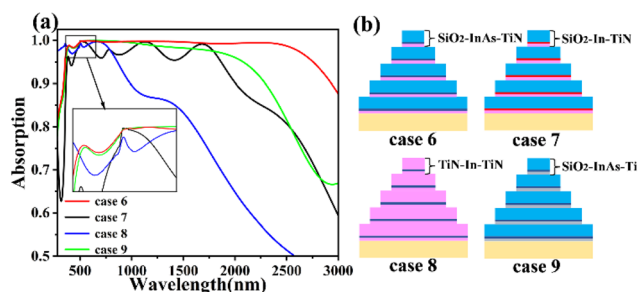 (a)
Absorption
1.0
0.9
0.8
0.7
0.6
0.5
case 6
case 7
case 8
case 9
500 1000 1500 2000 2500 3000
Wavelength(nm)
(b)
SiO2-InAs-TiN
SiO2-In-TiN
case 6
case 7
TiN-In-TiN
SiO2-InAs-Ti
case 8
case 9